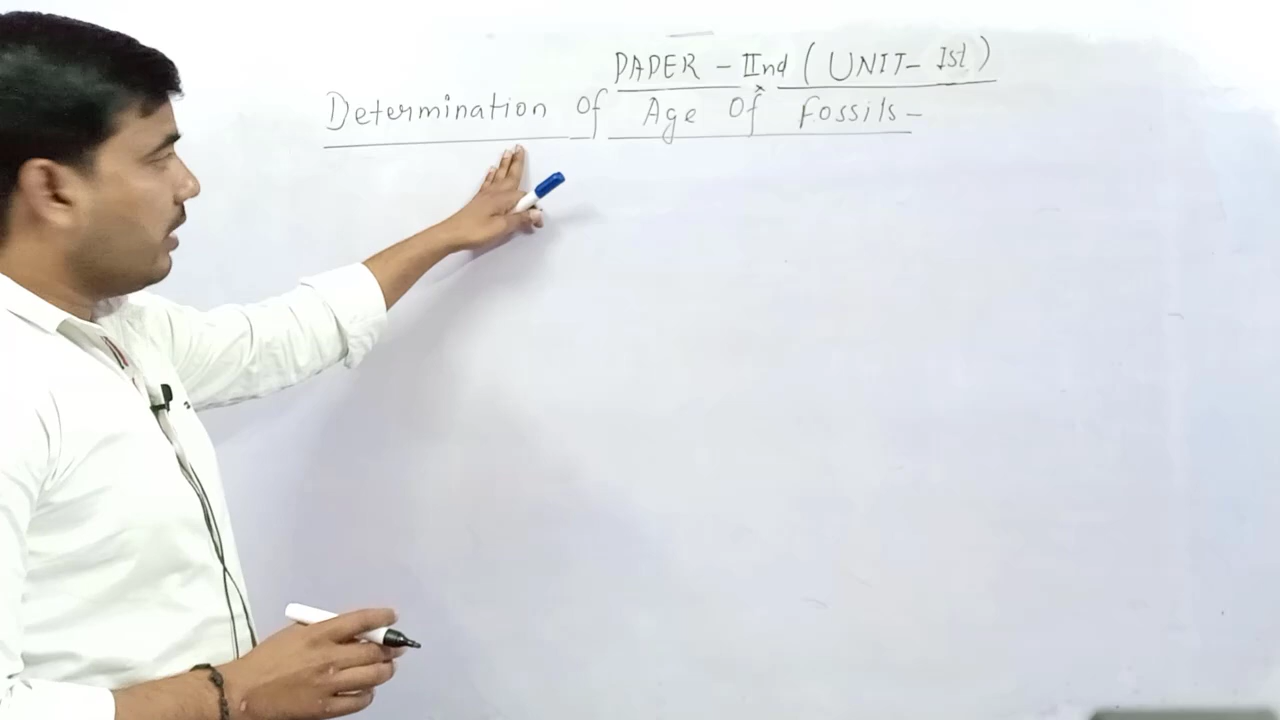 PAPER - IInd (UNIT- Ist)
Determination Of Age Of Fossils -